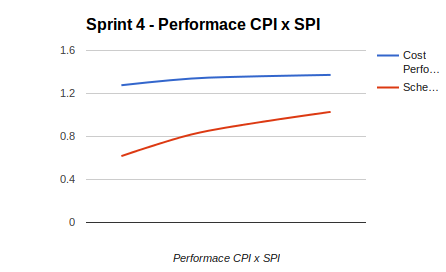 Sprint 4 - Performace CPI x SPI
1.6
1.2
0.8
0.4
0
Cost
Perfo...
Sche...
Performace CPI x SPI